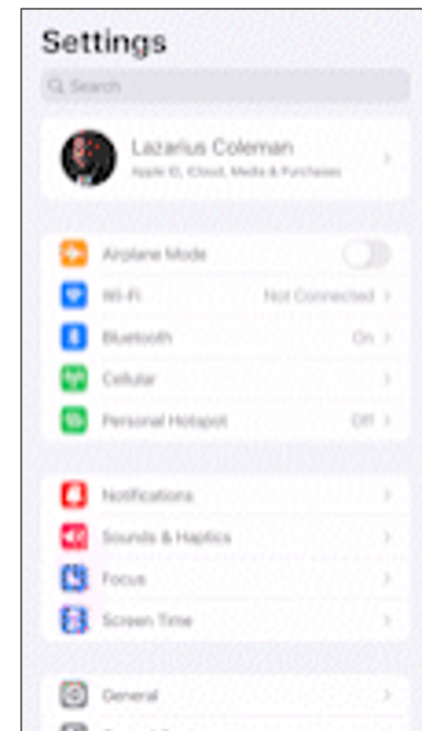 Settings
Search
Lazarius Coleman
Apple ID, iCloud, Media & Purchases
Airplane Mode
Wi-Fi Not Connected
Bluetooth On
Cellular
Personal Hotspot Off
Notifications
Sounds & Haptics
Focus
Screen Time
General